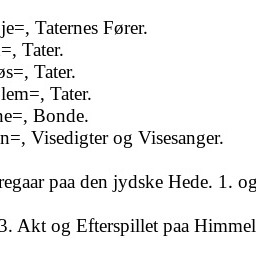 je=, Taternes Fører.
=, Tater.
øs=, Tater.
lem=, Tater.
ne=, Bonde.
n=, Visedigter og Visesanger.
regaar paa den jydske Hede. 1. og
3. Akt og Efterspillet paa Himmel